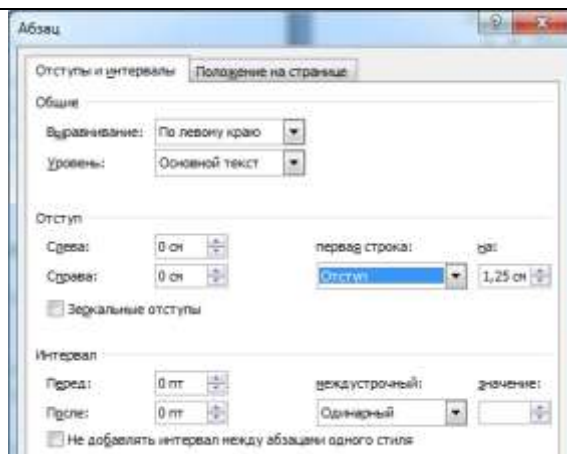 Абзац
Отступы и интервалы Положение на странице
Общие
Выравнивание: По левому краю
Уровень: Основной текст
Отступ
Слева: 0 см первая строка: на:
Справа: 0 см Отступ 1,25 см
Зеркальные отступы
Интервал
Перед: 0 пт междустрочный: значение:
После: 0 пт Одинарный
Не добавлять интервал между абзацами одного стиля